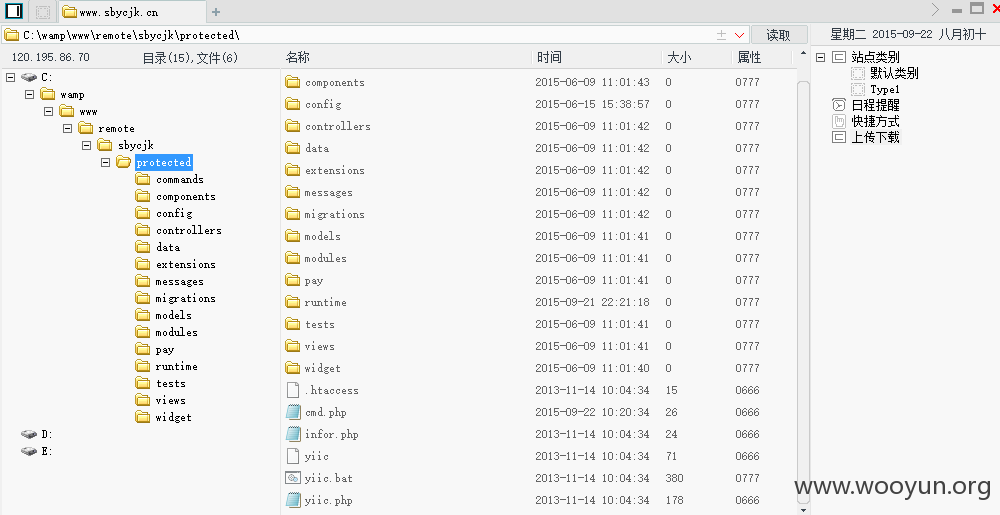 www.sbycjk.cn
C:\wamp\www\remote\sbycjk\protected\ 读取 星期二 2015-09-22 八月初十
120.195.86.70 目录(15),文件(6) 名称 时间 大小 属性
C:
wamp
www
remote
sbycjk
protected
commands
components
config
controllers
data
extensions
messages
migrations
models
modules
pay
runtime
tests
views
widget
D:
E:
components 2015-06-09 11:01:43 0 0777
config 2015-06-15 15:38:57 0 0777
controllers 2015-06-09 11:01:42 0 0777
data 2015-06-09 11:01:42 0 0777
extensions 2015-06-09 11:01:42 0 0777
messages 2015-06-09 11:01:42 0 0777
migrations 2015-06-09 11:01:42 0 0777
models 2015-06-09 11:01:41 0 0777
modules 2015-06-09 11:01:41 0 0777
pay 2015-06-09 11:01:41 0 0777
runtime 2015-09-21 22:21:18 0 0777
tests 2015-06-09 11:01:41 0 0777
views 2015-06-09 11:01:41 0 0777
widget 2015-06-09 11:01:40 0 0777
.htaccess 2013-11-14 10:04:34 15 0666
cmd.php 2015-09-22 10:20:34 26 0666
infor.php 2013-11-14 10:04:34 24 0666
yiic 2013-11-14 10:04:34 71 0666
yiic.bat 2013-11-14 10:04:34 380 0777
yiic.php 2013-11-14 10:04:34 178 0666
站点类别
默认类别
Type1
日程提醒
快捷方式
上传下载
www.wooyun.org